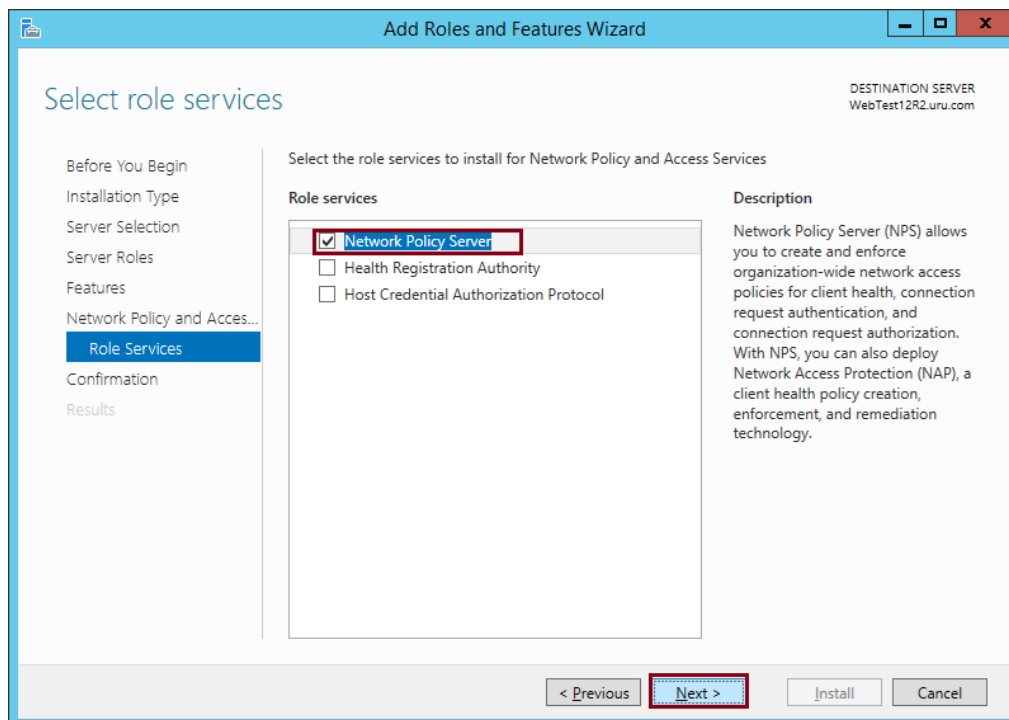 Add Roles and Features Wizard
Select role services
DESTINATION SERVER
WebTest12R2.uru.com
Before You Begin
Installation Type
Server Selection
Server Roles
Features
Network Policy and Acces...
Role Services
Confirmation
Results
Select the role services to install for Network Policy and Access Services
Role services
Network Policy Server
Health Registration Authority
Host Credential Authorization Protocol
Description
Network Policy Server (NPS) allows
you to create and enforce
organization-wide network access
policies for client health, connection
request authentication, and
connection request authorization.
With NPS, you can also deploy
Network Access Protection (NAP), a
client health policy creation,
enforcement, and remediation
technology.
< Previous
Next >
Install
Cancel